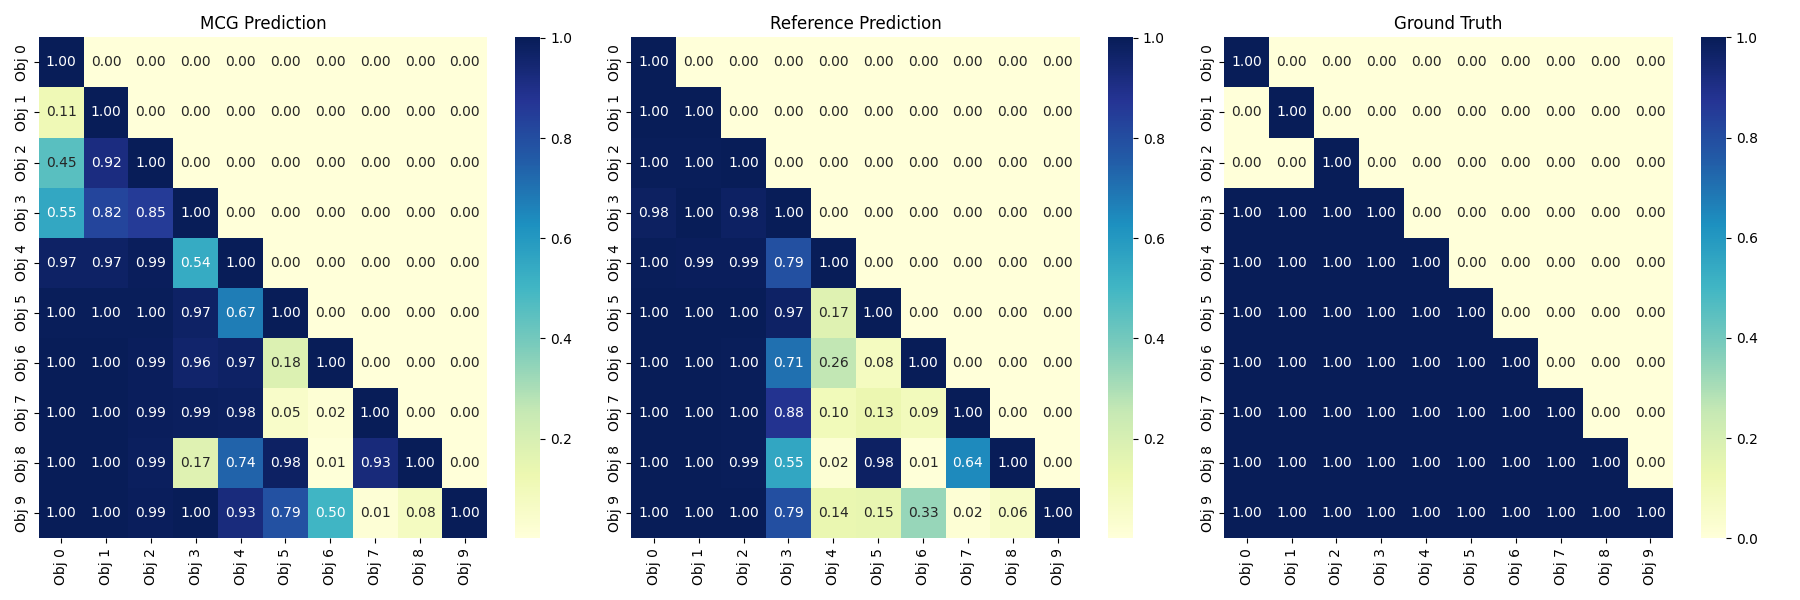 MCG Prediction
Obj 0 1.00 0.00 0.00 0.00 0.00 0.00 0.00 0.00 0.00 0.00
Obj 1 0.11 1.00 0.00 0.00 0.00 0.00 0.00 0.00 0.00 0.00
Obj 2 0.45 0.92 1.00 0.00 0.00 0.00 0.00 0.00 0.00 0.00
Obj 3 0.55 0.82 0.85 1.00 0.00 0.00 0.00 0.00 0.00 0.00
Obj 4 0.97 0.97 0.99 0.54 1.00 0.00 0.00 0.00 0.00 0.00
Obj 5 1.00 1.00 1.00 0.97 0.67 1.00 0.00 0.00 0.00 0.00
Obj 6 1.00 1.00 0.99 0.96 0.97 0.18 1.00 0.00 0.00 0.00
Obj 7 1.00 1.00 0.99 0.99 0.98 0.05 0.02 1.00 0.00 0.00
Obj 8 1.00 1.00 0.99 0.17 0.74 0.98 0.01 0.93 1.00 0.00
Obj 9 1.00 1.00 0.99 1.00 0.93 0.79 0.50 0.01 0.08 1.00
Obj 0 Obj 1 Obj 2 Obj 3 Obj 4 Obj 5 Obj 6 Obj 7 Obj 8 Obj 9
1.0
0.8
0.6
0.4
0.2
Reference Prediction
Obj 0 1.00 0.00 0.00 0.00 0.00 0.00 0.00 0.00 0.00 0.00
Obj 1 1.00 1.00 0.00 0.00 0.00 0.00 0.00 0.00 0.00 0.00
Obj 2 1.00 1.00 1.00 0.00 0.00 0.00 0.00 0.00 0.00 0.00
Obj 3 0.98 1.00 0.98 1.00 0.00 0.00 0.00 0.00 0.00 0.00
Obj 4 1.00 0.99 0.99 0.79 1.00 0.00 0.00 0.00 0.00 0.00
Obj 5 1.00 1.00 1.00 0.97 0.17 1.00 0.00 0.00 0.00 0.00
Obj 6 1.00 1.00 1.00 0.71 0.26 0.08 1.00 0.00 0.00 0.00
Obj 7 1.00 1.00 1.00 0.88 0.10 0.13 0.09 1.00 0.00 0.00
Obj 8 1.00 1.00 0.99 0.55 0.02 0.98 0.01 0.64 1.00 0.00
Obj 9 1.00 1.00 1.00 0.79 0.14 0.15 0.33 0.02 0.06 1.00
Obj 0 Obj 1 Obj 2 Obj 3 Obj 4 Obj 5 Obj 6 Obj 7 Obj 8 Obj 9
1.0
0.8
0.6
0.4
0.2
Ground Truth
Obj 0 1.00 0.00 0.00 0.00 0.00 0.00 0.00 0.00 0.00 0.00
Obj 1 0.00 1.00 0.00 0.00 0.00 0.00 0.00 0.00 0.00 0.00
Obj 2 0.00 0.00 1.00 0.00 0.00 0.00 0.00 0.00 0.00 0.00
Obj 3 1.00 1.00 1.00 1.00 0.00 0.00 0.00 0.00 0.00 0.00
Obj 4 1.00 1.00 1.00 1.00 1.00 0.00 0.00 0.00 0.00 0.00
Obj 5 1.00 1.00 1.00 1.00 1.00 1.00 0.00 0.00 0.00 0.00
Obj 6 1.00 1.00 1.00 1.00 1.00 1.00 1.00 0.00 0.00 0.00
Obj 7 1.00 1.00 1.00 1.00 1.00 1.00 1.00 1.00 0.00 0.00
Obj 8 1.00 1.00 1.00 1.00 1.00 1.00 1.00 1.00 1.00 0.00
Obj 9 1.00 1.00 1.00 1.00 1.00 1.00 1.00 1.00 1.00 1.00
Obj 0 Obj 1 Obj 2 Obj 3 Obj 4 Obj 5 Obj 6 Obj 7 Obj 8 Obj 9
1.0
0.8
0.6
0.4
0.2
0.0